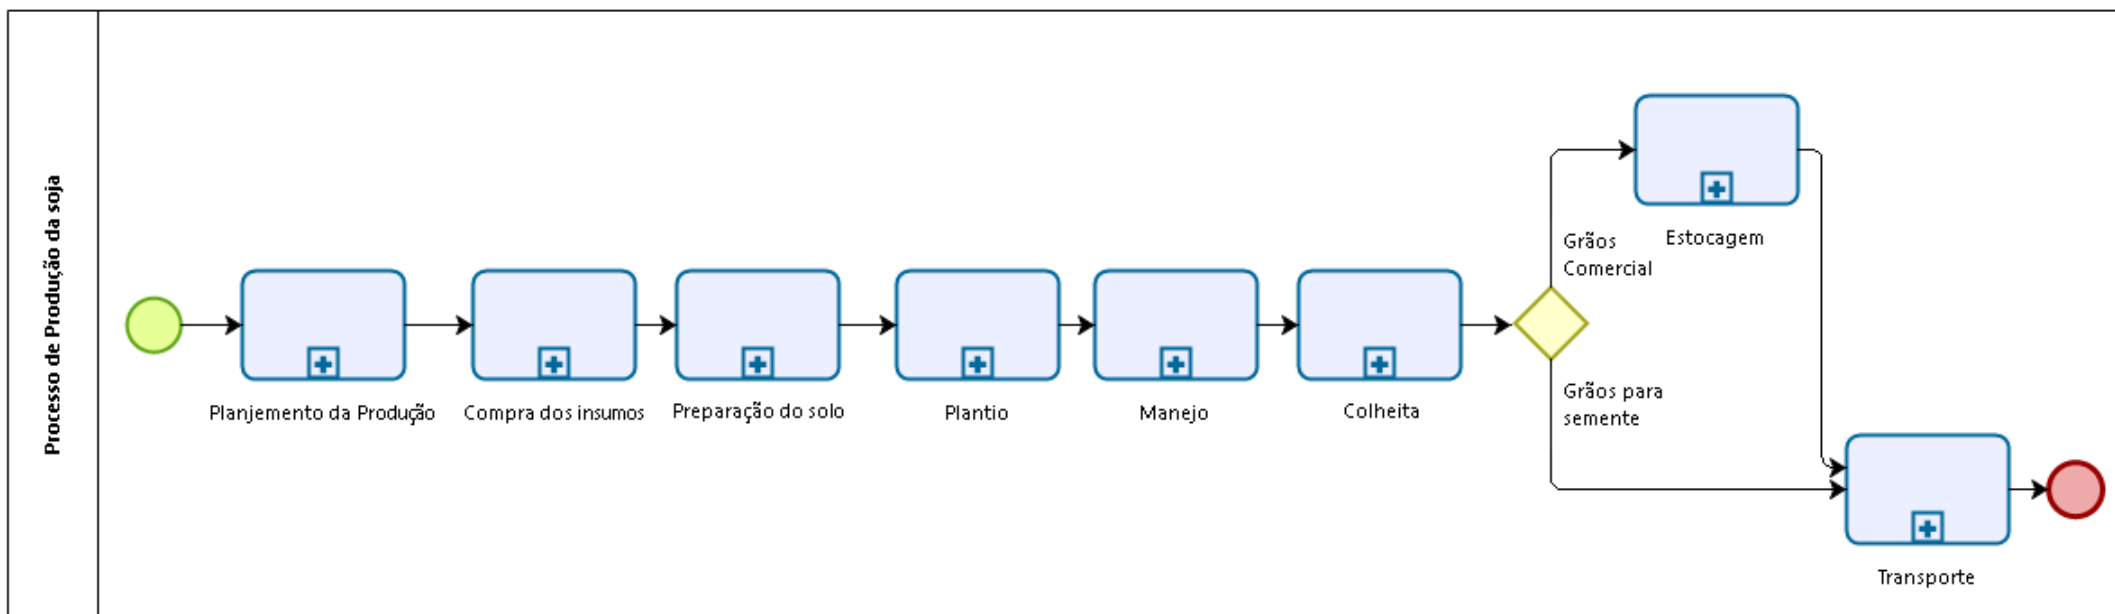 Processo de Produção da soja
Planjemento da Produção
Compra dos insumos
Preparação do solo
Plantio
Manejo
Colheita
Grãos
Comercial
Grãos para
semente
Estocagem
Transporte